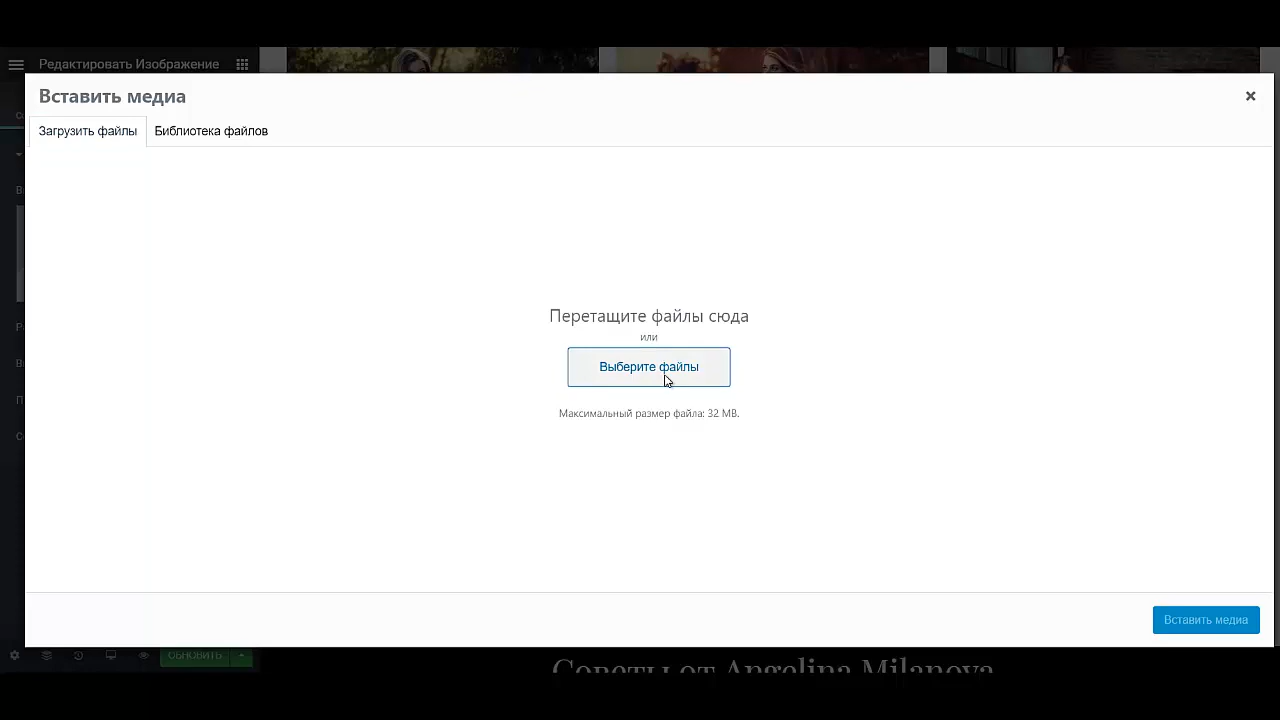 Редактировать Изображение
Вставить медиа
Загрузить файлы
Библиотека файлов
Перетащите файлы сюда
или
Выберите файлы
Максимальный размер файла: 32 MB.
Вставить медиа
ОБНОВИТЬ
Советы от Angelina Milanova